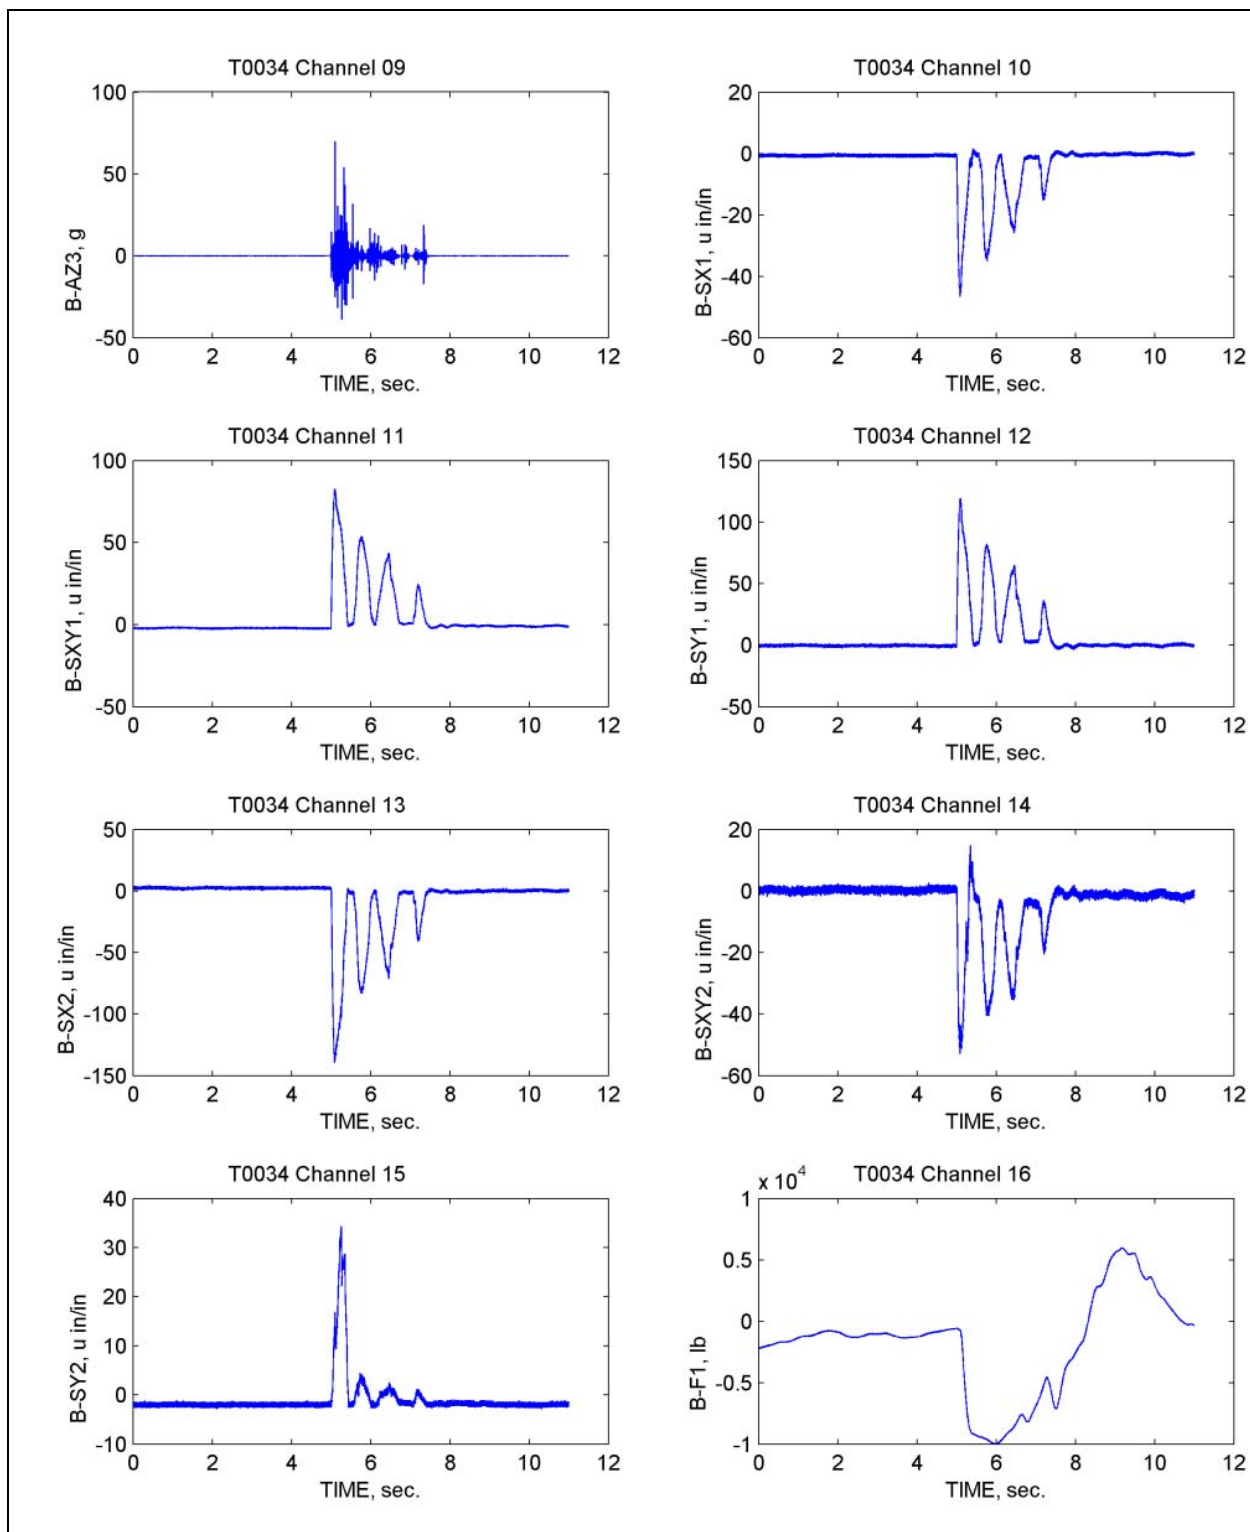 T0034 Channel 09
100
50
0
-50
B-AZ3, g
0 2 4 6 8 10 12
TIME, sec.
T0034 Channel 10
20
0
-20
-40
-60
B-SX1, u in/in
0 2 4 6 8 10 12
TIME, sec.
T0034 Channel 11
100
50
0
-50
B-SXY1, u in/in
0 2 4 6 8 10 12
TIME, sec.
T0034 Channel 12
150
100
50
0
-50
B-SY1, u in/in
0 2 4 6 8 10 12
TIME, sec.
T0034 Channel 13
50
0
-50
-100
-150
B-SX2, u in/in
0 2 4 6 8 10 12
TIME, sec.
T0034 Channel 14
20
0
-20
-40
-60
B-SXY2, u in/in
0 2 4 6 8 10 12
TIME, sec.
T0034 Channel 15
40
30
20
10
0
-10
B-SY2, u in/in
0 2 4 6 8 10 12
TIME, sec.
T0034 Channel 16
x 10^4
1
0.5
0
-0.5
-1
B-F1, lb
0 2 4 6 8 10 12
TIME, sec.